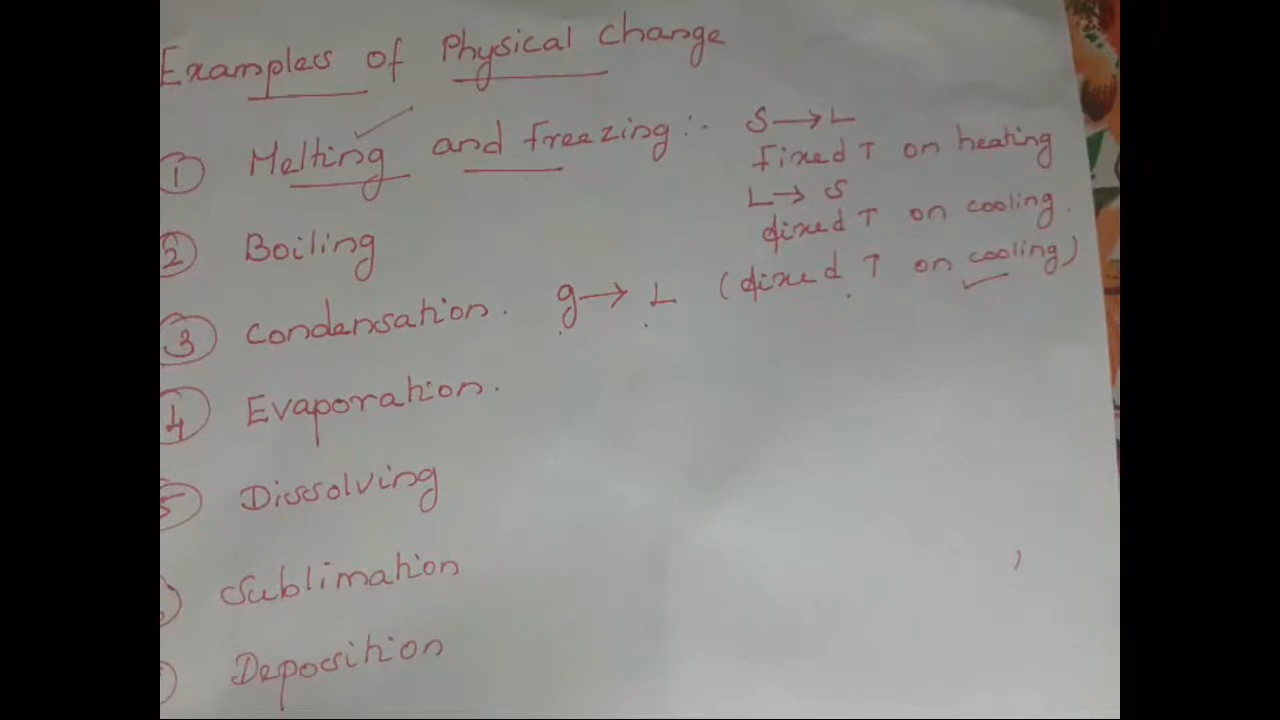 Examples of Physical Change
① Melting and freezing :- S → L
fixed T on heating
L → S
fixed T on cooling.
② Boiling
③ Condensation. g → L (fixed T on cooling)
④ Evaporation.
5 Dissolving
Sublimation
Deposition